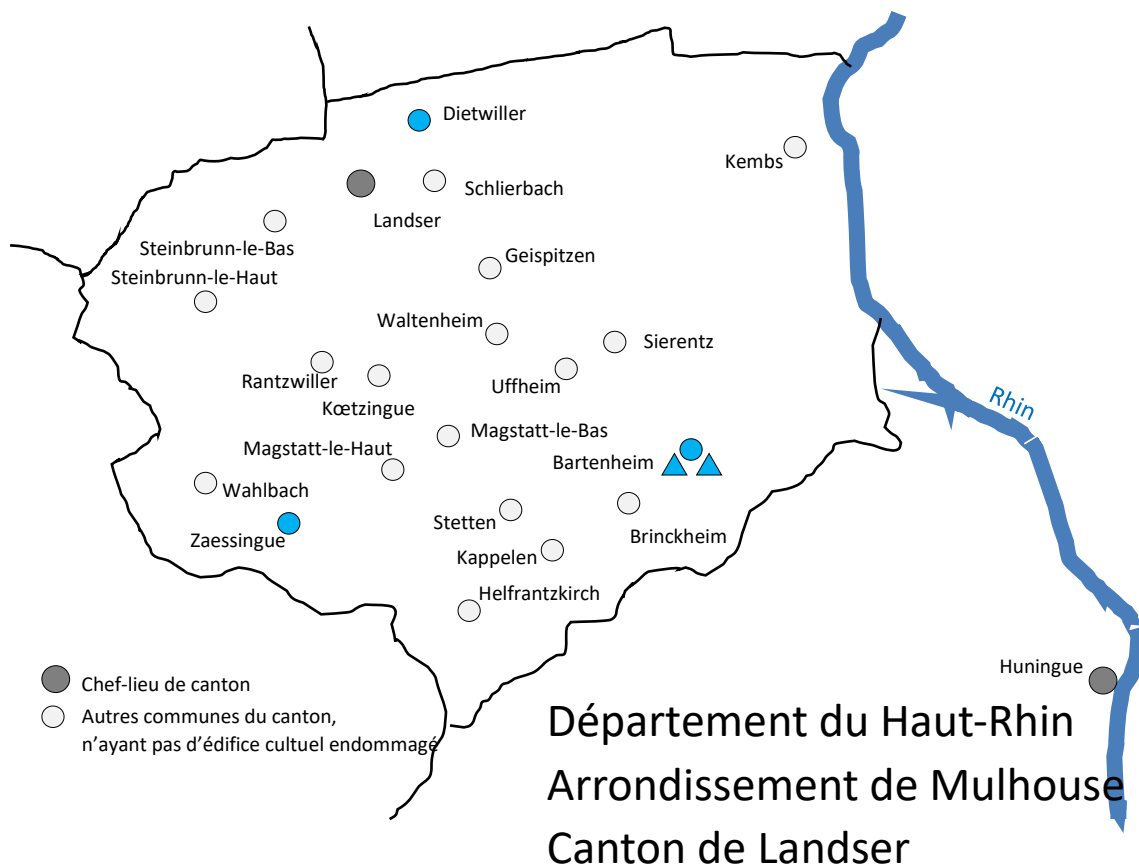 Dietwiller
Kembs
Schlierbach
Landser
Steinbrunn-le-Bas
Geispitzen
Steinbrunn-le-Haut
Waltenheim
Sierentz
Rantzwiller
Uffheim
Kœtzingue
Rhin
Magstatt-le-Bas
Magstatt-le-Haut
Bartenheim
Wahlbach
Stetten
Zaessingue
Brinckheim
Kappelen
Helfrantzkirch
Huningue
Chef-lieu de canton
Autres communes du canton,
n'ayant pas d'édifice cultuel endommagé
Département du Haut-Rhin
Arrondissement de Mulhouse
Canton de Landser